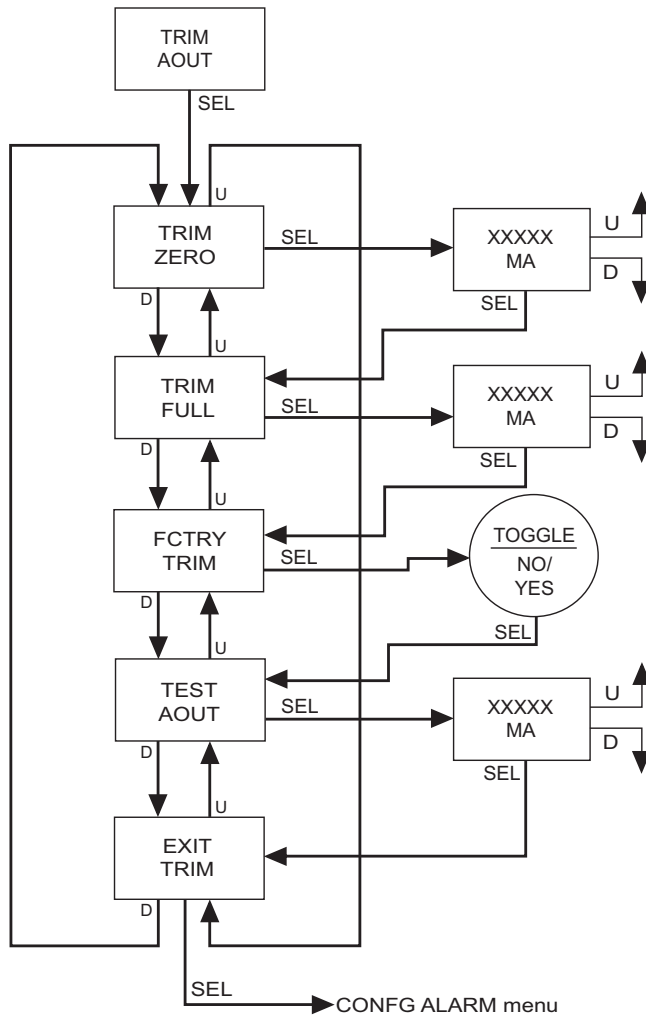 TRIM
AOUT
SEL
U
TRIM
ZERO
SEL
XXXXX
MA
U
D
D
U
SEL
TRIM
FULL
SEL
XXXXX
MA
U
D
D
U
SEL
FCTRY
TRIM
SEL
TOGGLE
NO/
YES
D
U
SEL
TEST
AOUT
SEL
XXXXX
MA
U
D
D
U
SEL
EXIT
TRIM
D
SEL
CONFG ALARM menu